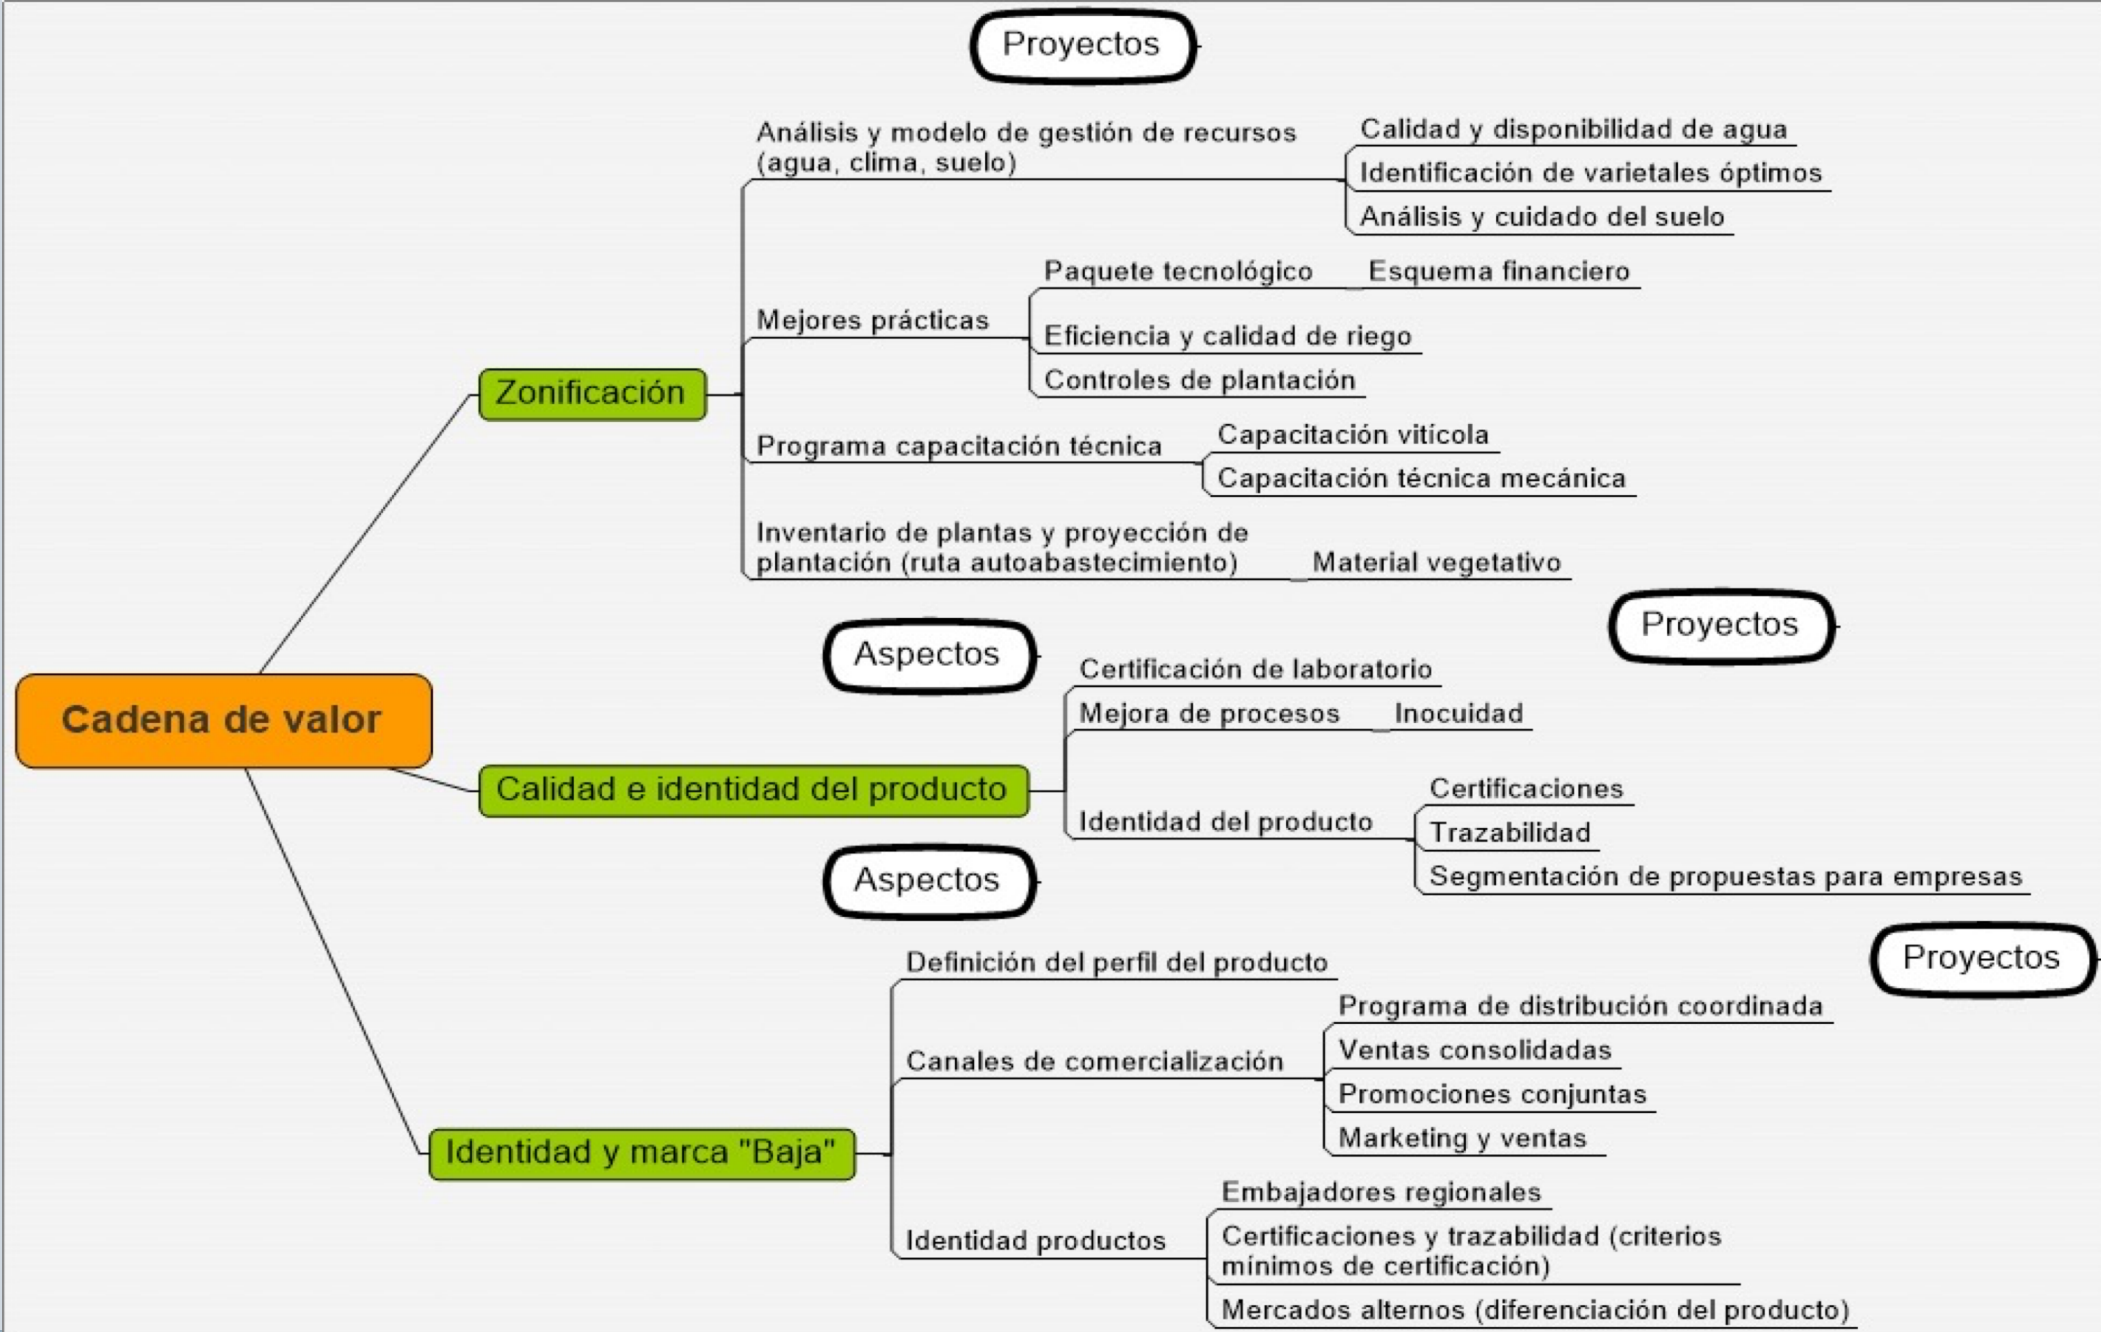 Proyectos
Análisis y modelo de gestión de recursos
(agua, clima, suelo)
Calidad y disponibilidad de agua
Identificación de varietales óptimos
Análisis y cuidado del suelo
Mejores prácticas
Paquete tecnológico
Esquema financiero
Eficiencia y calidad de riego
Controles de plantación
Zonificación
Programa capacitación técnica
Capacitación vitícola
Capacitación técnica mecánica
Inventario de plantas y proyección de
plantación (ruta autoabastecimiento)
Material vegetativo
Proyectos
Aspectos
Cadena de valor
Certificación de laboratorio
Mejora de procesos
Inocuidad
Calidad e identidad del producto
Identidad del producto
Certificaciones
Trazabilidad
Segmentación de propuestas para empresas
Aspectos
Proyectos
Definición del perfil del producto
Canales de comercialización
Programa de distribución coordinada
Ventas consolidadas
Promociones conjuntas
Marketing y ventas
Identidad y marca "Baja"
Identidad productos
Embajadores regionales
Certificaciones y trazabilidad (criterios
mínimos de certificación)
Mercados alternos (diferenciación del producto)